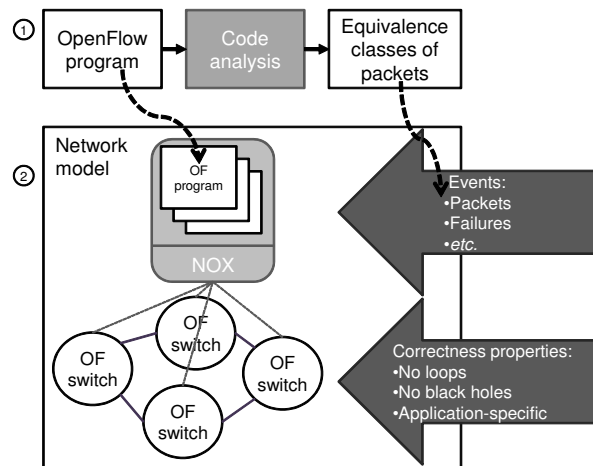 1
OpenFlow
program
Code
analysis
Equivalence
classes of
packets
Network
model
2
OF
program
NOX
OF
switch
OF
switch
OF
switch
OF
switch
Events:
•Packets
•Failures
•etc.
Correctness properties:
•No loops
•No black holes
•Application-specific